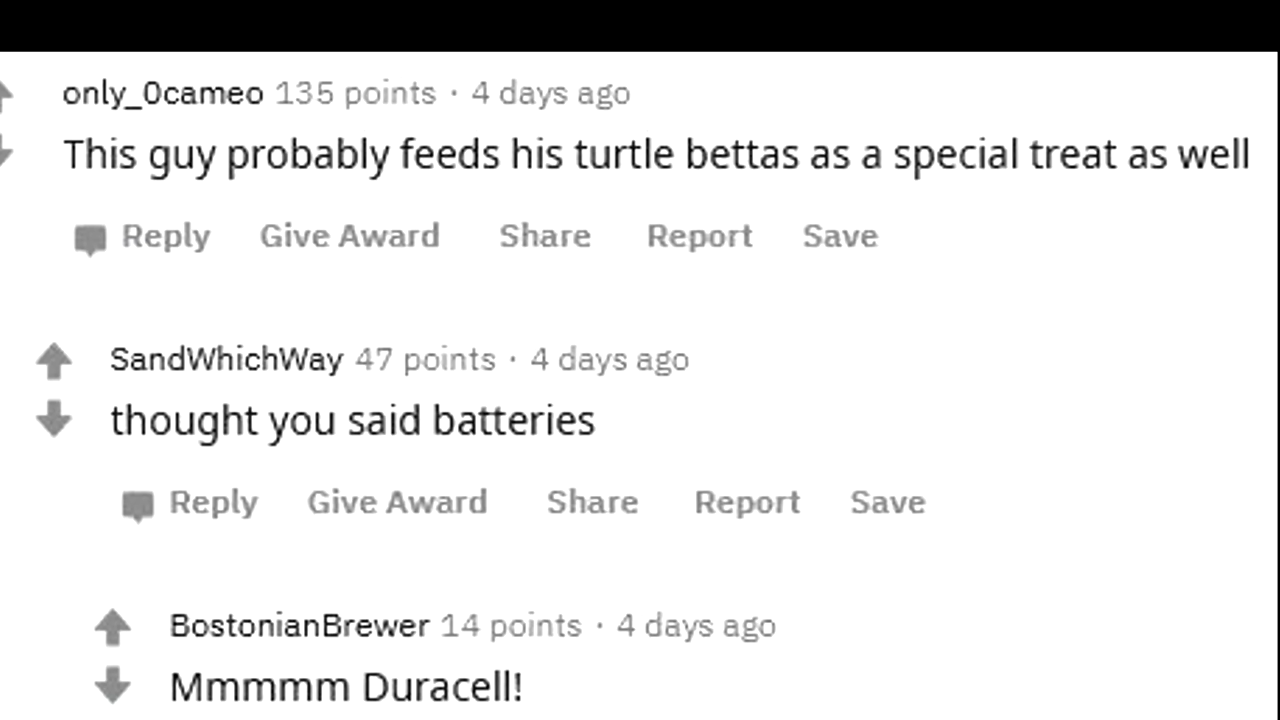 only_0cameo 135 points · 4 days ago
This guy probably feeds his turtle bettas as a special treat as well
Reply Give Award Share Report Save
SandWhichWay 47 points · 4 days ago
thought you said batteries
Reply Give Award Share Report Save
BostonianBrewer 14 points · 4 days ago
Mmmmm Duracell!